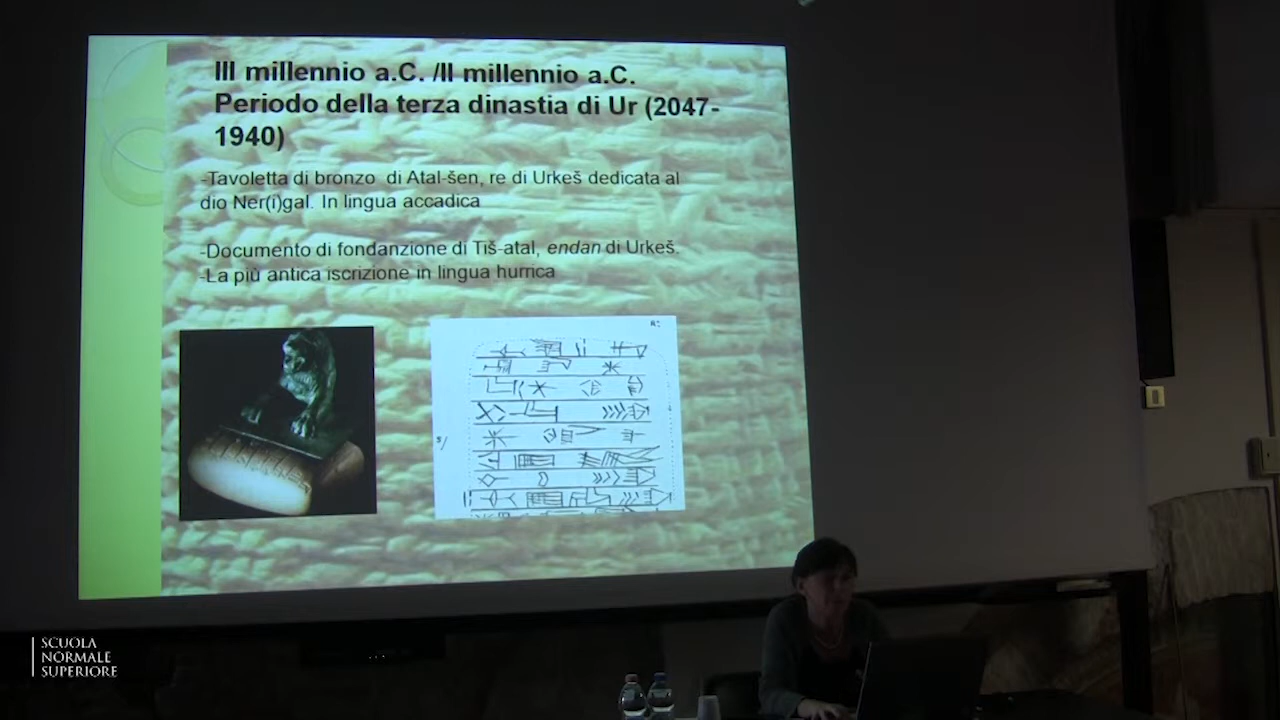 III millennio a.C. /II millennio a.C.
Periodo della terza dinastia di Ur (2047-
1940)
-Tavoletta di bronzo di Atal-šen, re di Urkeš dedicata al
dio Ner(i)gal. In lingua accadica
-Documento di fondanzione di Tiš-atal, endan di Urkeš.
-La più antica iscrizione in lingua hurrica
SCUOLA
NORMALE
SUPERIORE